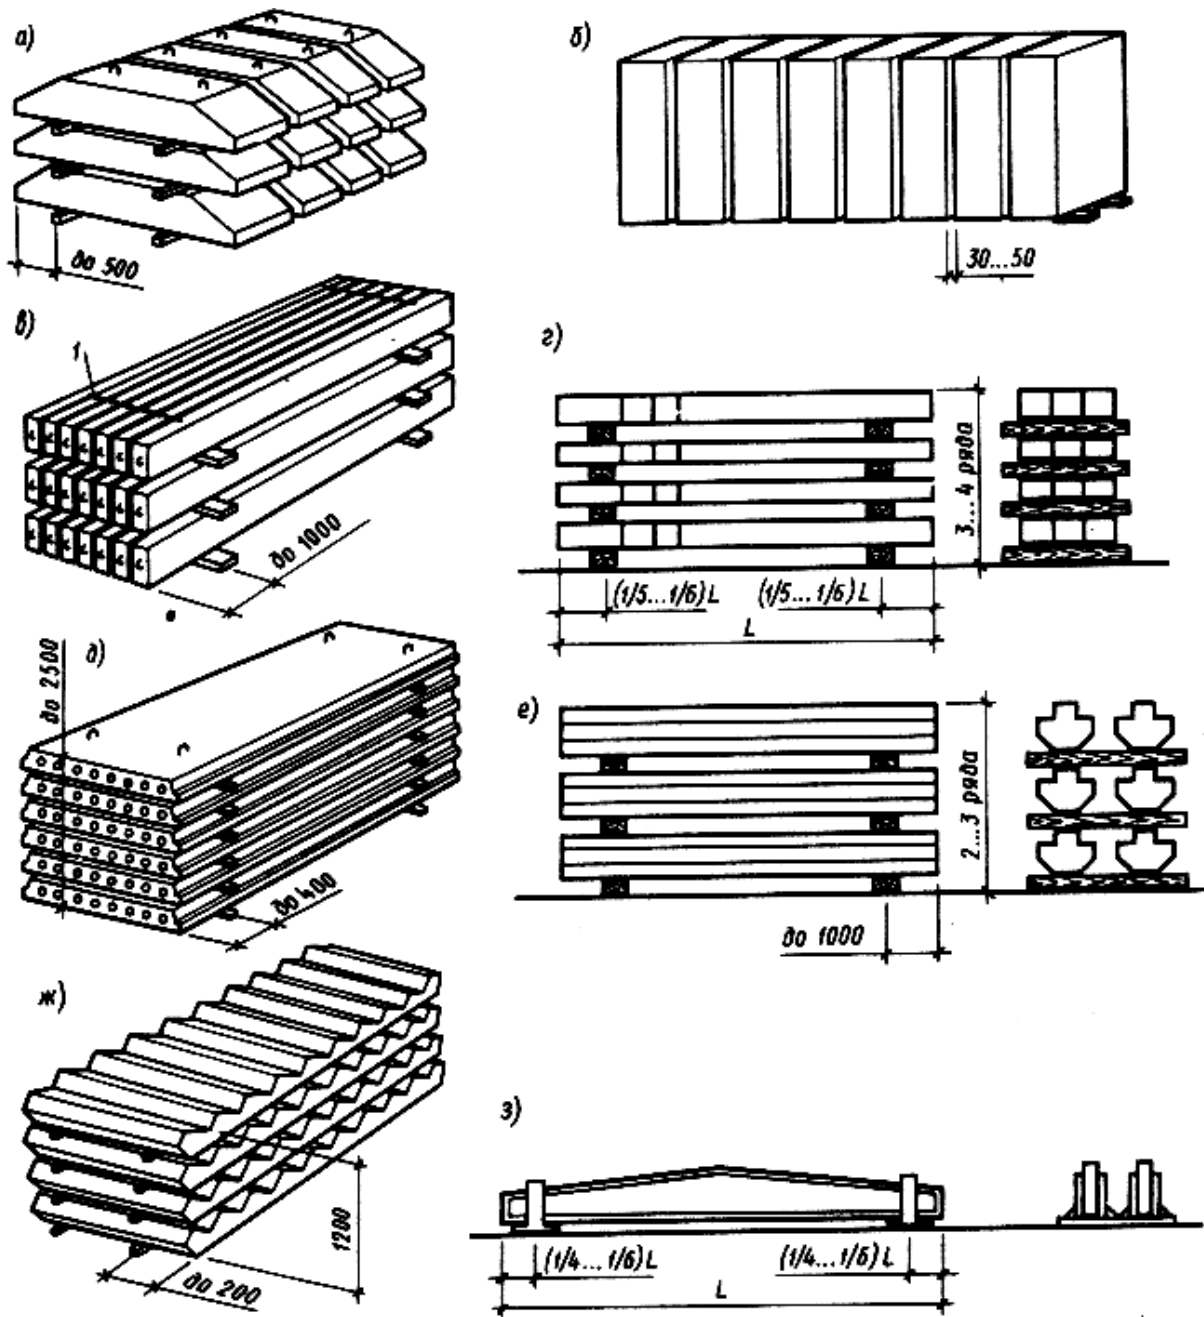 а)
б)
до 500
30...50
в)
1
до 1000
г)
3...4 ряда
(1/5...1/6)L
(1/5...1/6)L
L
д)
до 2500
до 400
е)
2...3 ряда
до 1000
ж)
1200
до 200
з)
(1/4...1/6)L
(1/4...1/6)L
L